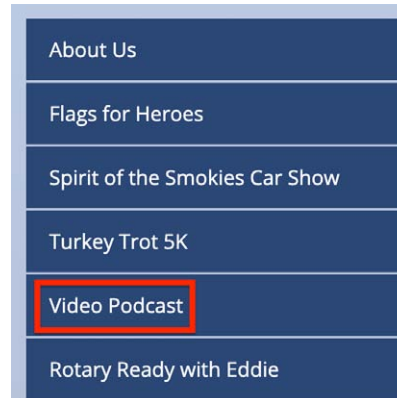 About Us
Flags for Heroes
Spirit of the Smokies Car Show
Turkey Trot 5K
Video Podcast
Rotary Ready with Eddie